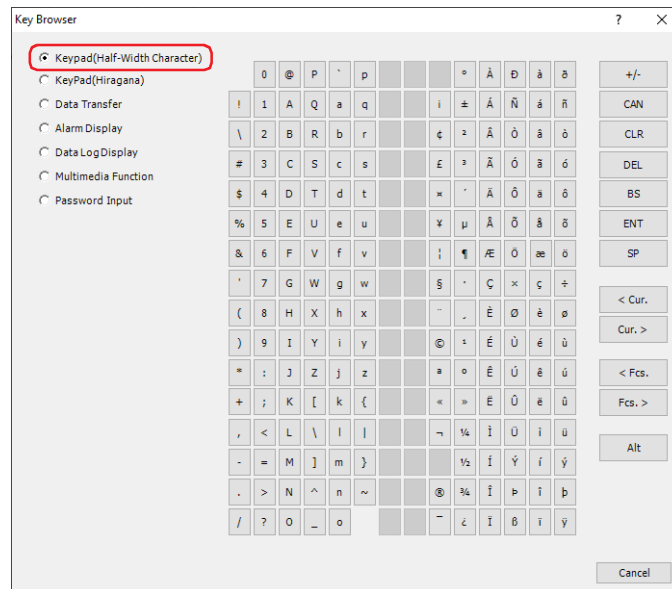 Key Browser ? ×
Keypad(Half-Width Character)
KeyPad(Hiragana)
Data Transfer
Alarm Display
Data Log Display
Multimedia Function
Password Input
0 @ P ` p ° À Ð à ð
! 1 A Q a q ¡ ± Á Ñ á ñ
\ 2 B R b r ¢ ² Â Ò â ò
# 3 C S c s £ ³ Ã Ó ã ó
$ 4 D T d t ¤ ´ Ä Ô ä ô
% 5 E U e u ¥ µ Å Õ å õ
& 6 F V f v ¦ ¶ Æ Ö æ ö
' 7 G W g w § · Ç × ç ÷
( 8 H X h x ¨ ¸ È Ø è ø
) 9 I Y i y © ¹ É Ù é ù
* : J Z j z ª º Ê Ú ê ú
+ ; K [ k { « » Ë Û ë û
, < L \ l | ¬ ¼ Ì Ü ì ü
- = M ] m } ½ Í Ý í ý
. > N ^ n ~ ® ¾ Î Þ î þ
/ ? O _ o ¯ ¿ Ï ß ï ÿ
+/-
CAN
CLR
DEL
BS
ENT
SP
< Cur.
Cur. >
< Fcs.
Fcs. >
Alt
Cancel